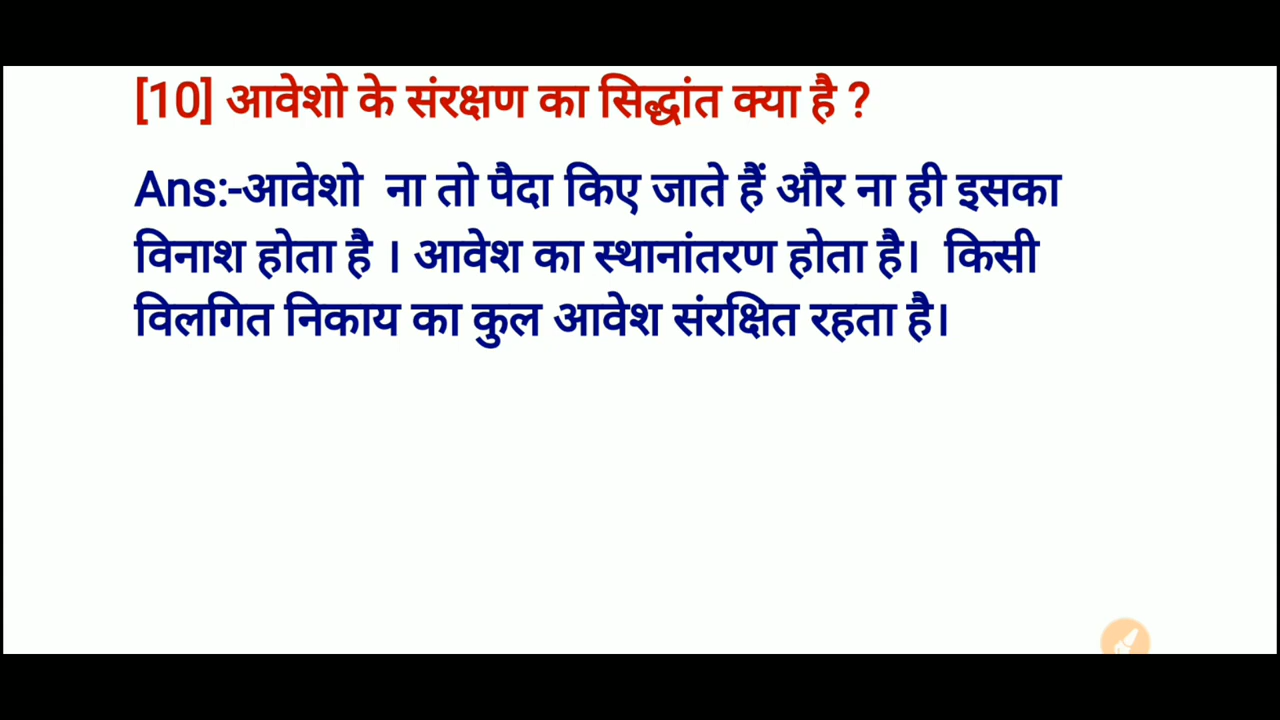 [10] आवेशो के संरक्षण का सिद्धांत क्या है ?
Ans:-आवेशो  ना तो पैदा किए जाते हैं और ना ही इसका
विनाश होता है । आवेश का स्थानांतरण होता है।  किसी
विलगित निकाय का कुल आवेश संरक्षित रहता है।